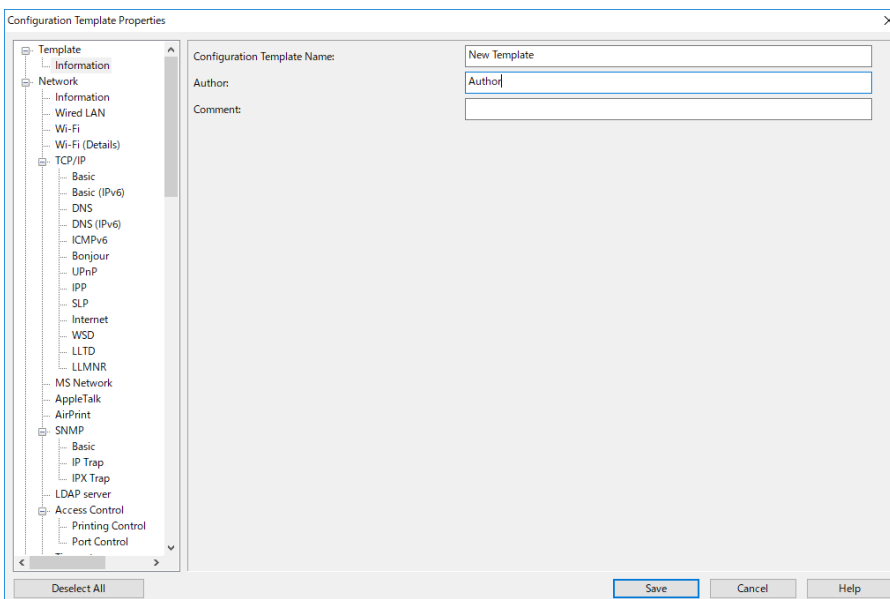 Configuration Template Properties
Template
Information
Network
Information
Wired LAN
Wi-Fi
Wi-Fi (Details)
TCP/IP
Basic
Basic (IPv6)
DNS
DNS (IPv6)
ICMPv6
Bonjour
UPnP
IPP
SLP
Internet
WSD
LLTD
LLMNR
MS Network
AppleTalk
AirPrint
SNMP
Basic
IP Trap
IPX Trap
LDAP server
Access Control
Printing Control
Port Control
Configuration Template Name: New Template
Author: Author
Comment:
Deselect All Save Cancel Help